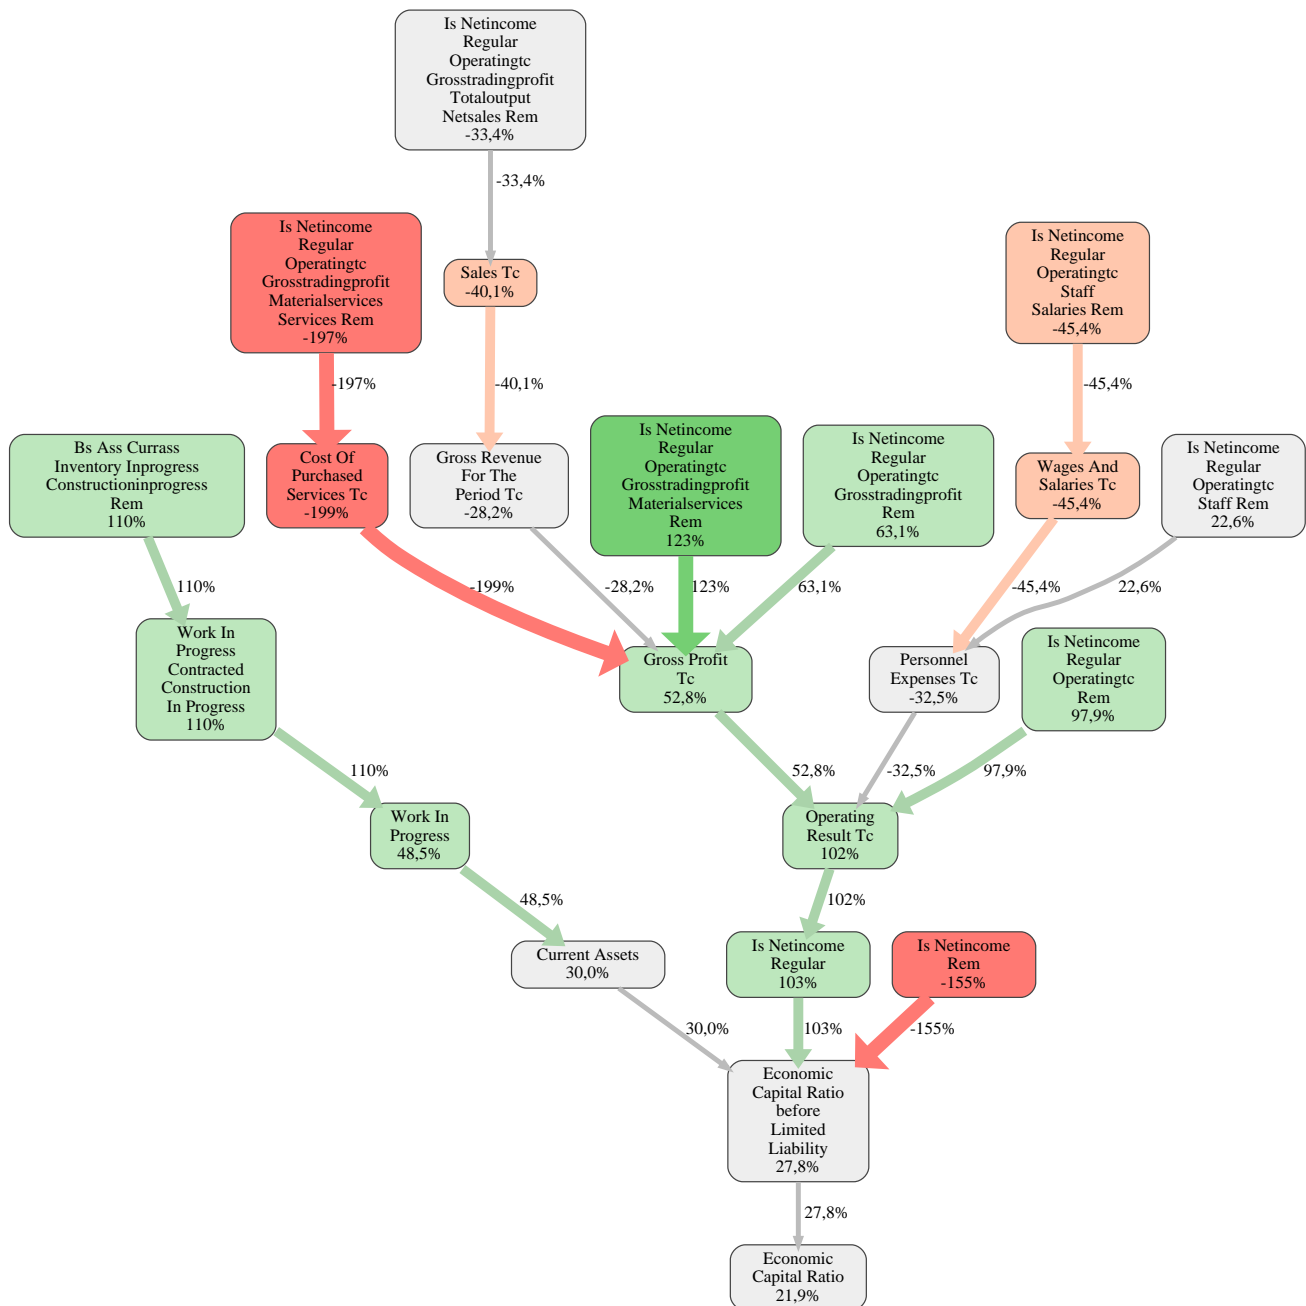 Is Netincome
Regular
Operatingtc
Grosstradingprofit
Totaloutput
Netsales Rem
-33,4%
-33,4%
Is Netincome
Regular
Operatingtc
Grosstradingprofit
Materialservices
Services Rem
-197%
Sales Tc
-40,1%
Is Netincome
Regular
Operatingtc
Staff
Salaries Rem
-45,4%
-197%
-40,1%
-45,4%
Bs Ass Currass
Inventory Inprogress
Constructioninprogress
Rem
110%
Cost Of
Purchased
Services Tc
-199%
Gross Revenue
For The
Period Tc
-28,2%
Is Netincome
Regular
Operatingtc
Grosstradingprofit
Materialservices
Rem
123%
Is Netincome
Regular
Operatingtc
Grosstradingprofit
Rem
63,1%
Wages And
Salaries Tc
-45,4%
Is Netincome
Regular
Operatingtc
Staff Rem
22,6%
110%
-199%
-28,2%
123%
63,1%
-45,4%
22,6%
Work In
Progress
Contracted
Construction
In Progress
110%
Gross Profit
Tc
52,8%
Personnel
Expenses Tc
-32,5%
Is Netincome
Regular
Operatingtc
Rem
97,9%
110%
52,8%
-32,5%
97,9%
Work In
Progress
48,5%
Operating
Result Tc
102%
48,5%
102%
Current Assets
30,0%
Is Netincome
Regular
103%
Is Netincome
Rem
-155%
30,0%
103%
-155%
Economic
Capital Ratio
before
Limited
Liability
27,8%
27,8%
Economic
Capital Ratio
21,9%